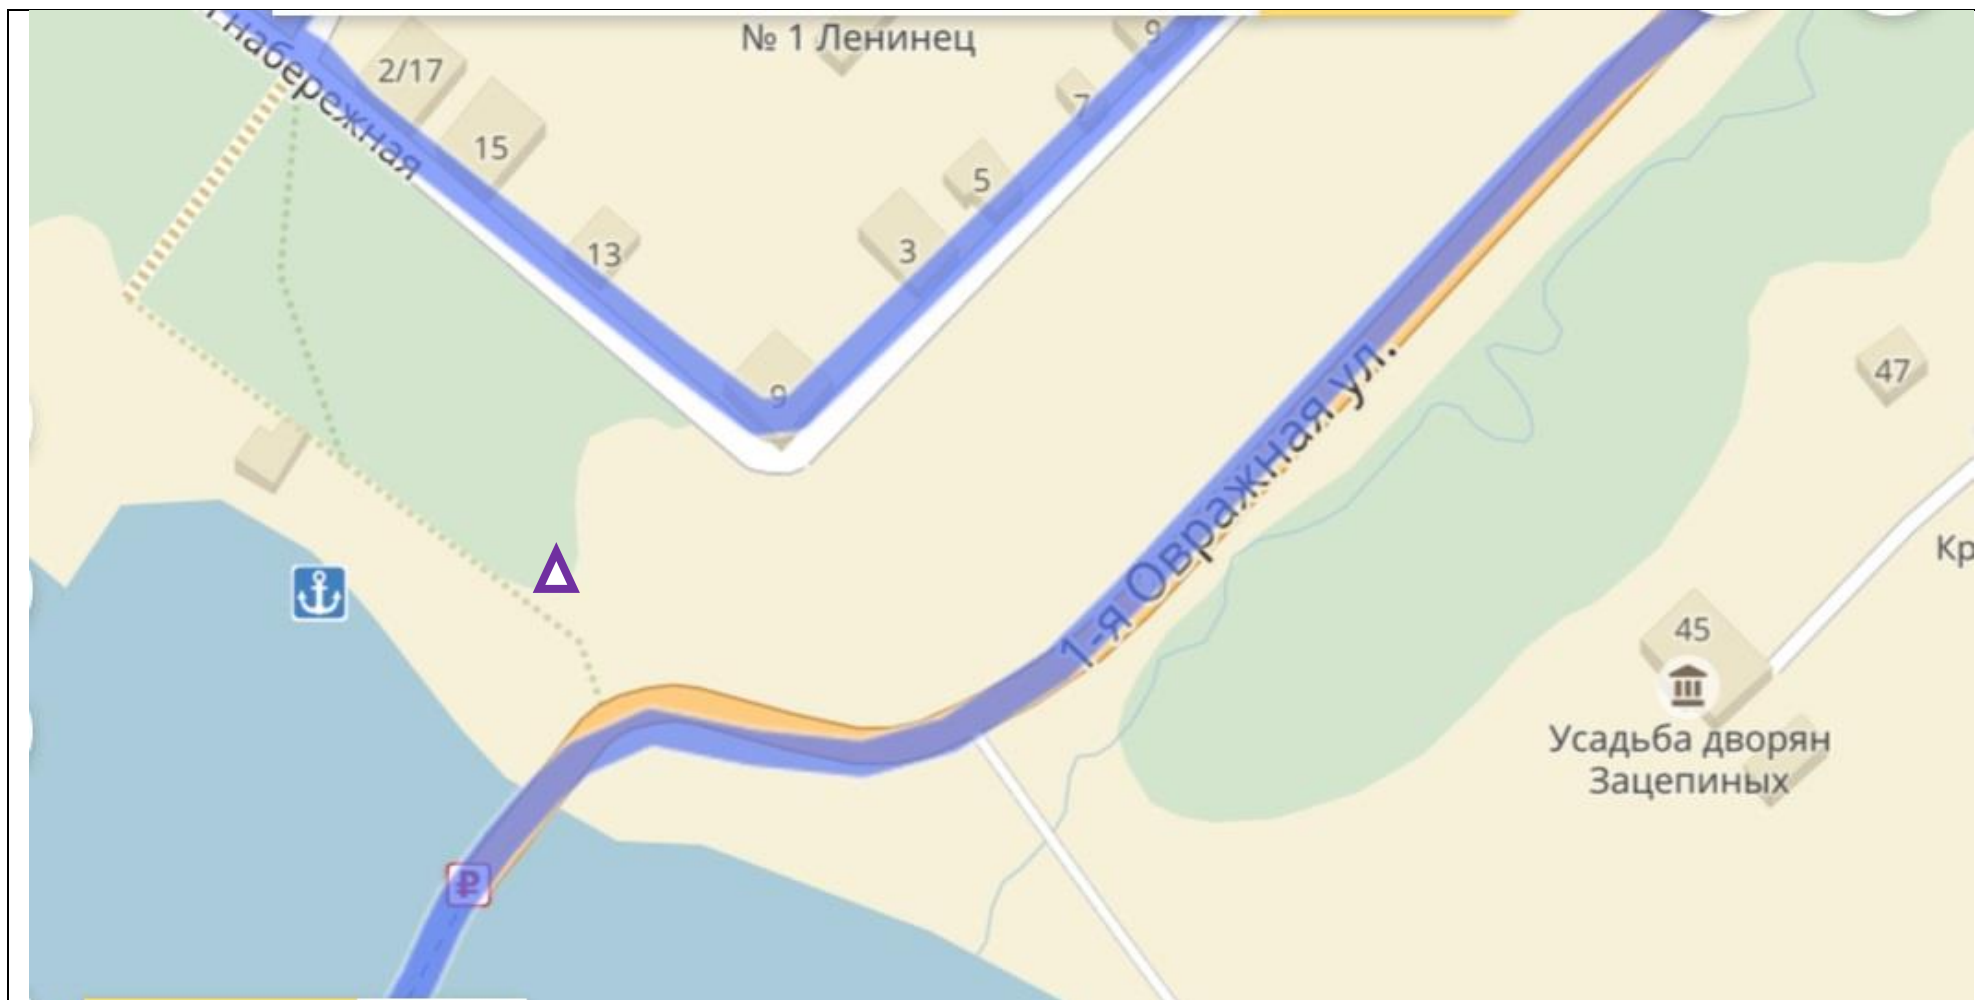 № 1 Ленинец
9
2/17
Набережная
7
15
5
13
3
9
1-я Овражная ул.
47
Кр
45
Усадьба дворян
Зацепиных
₽